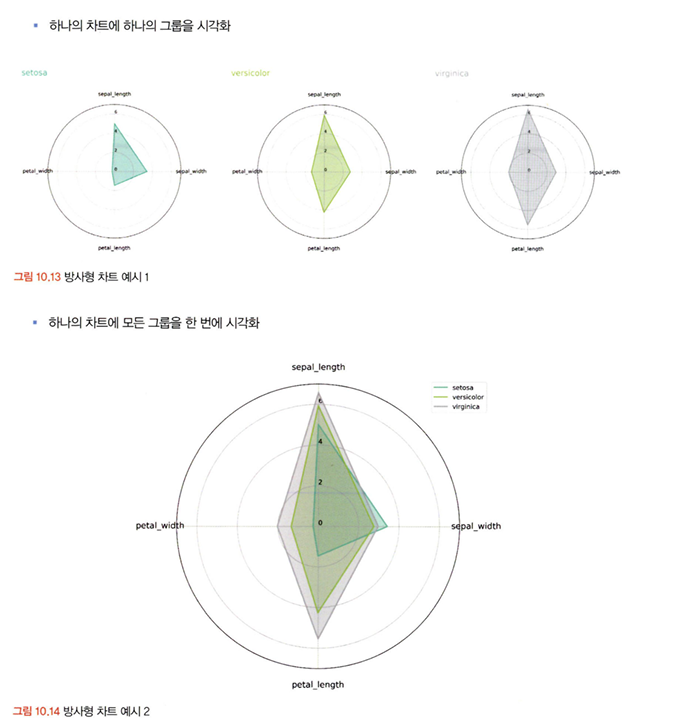 ▪ 하나의 차트에 하나의 그룹을 시각화
setosa
versicolor
virginica
sepal_length
sepal_length
sepal_length
6
4
2
0
6
4
2
0
6
4
2
0
petal_width
sepal_width
petal_width
sepal_width
petal_width
sepal_width
petal_length
petal_length
petal_length
그림 10.13 방사형 차트 예시 1
▪ 하나의 차트에 모든 그룹을 한 번에 시각화
sepal_length
setosa
versicolor
virginica
6
4
2
0
petal_width
sepal_width
petal_length
그림 10.14 방사형 차트 예시 2